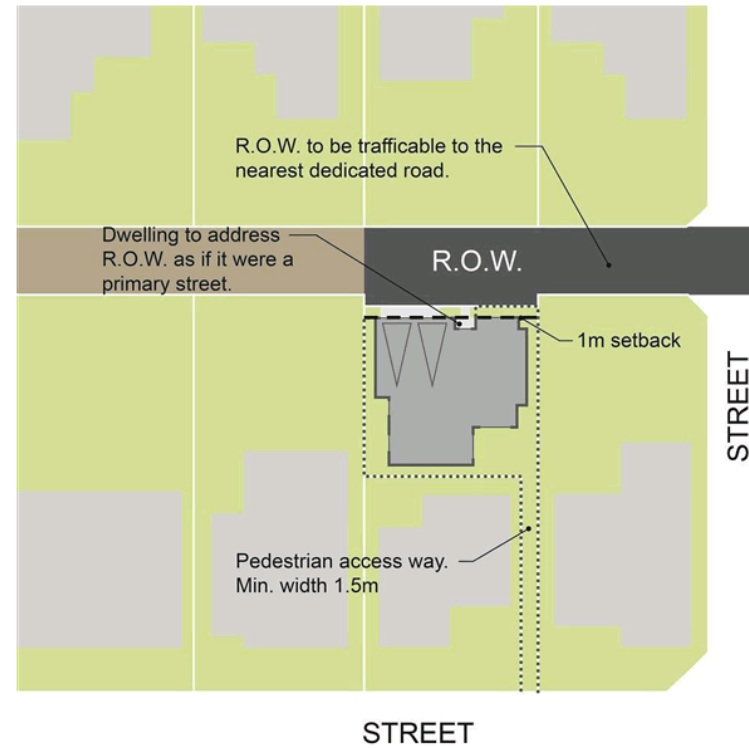 R.O.W. to be trafficable to the
nearest dedicated road.
Dwelling to address
R.O.W. as if it were a
primary street.
R.O.W.
1m setback
STREET
Pedestrian access way.
Min. width 1.5m
STREET